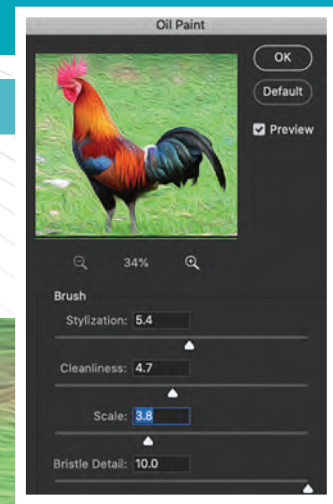 Oil Paint
OK
Default
Preview
34%
Brush
Stylization: 5.4
Cleanliness: 4.7
Scale: 3.8
Bristle Detail: 10.0